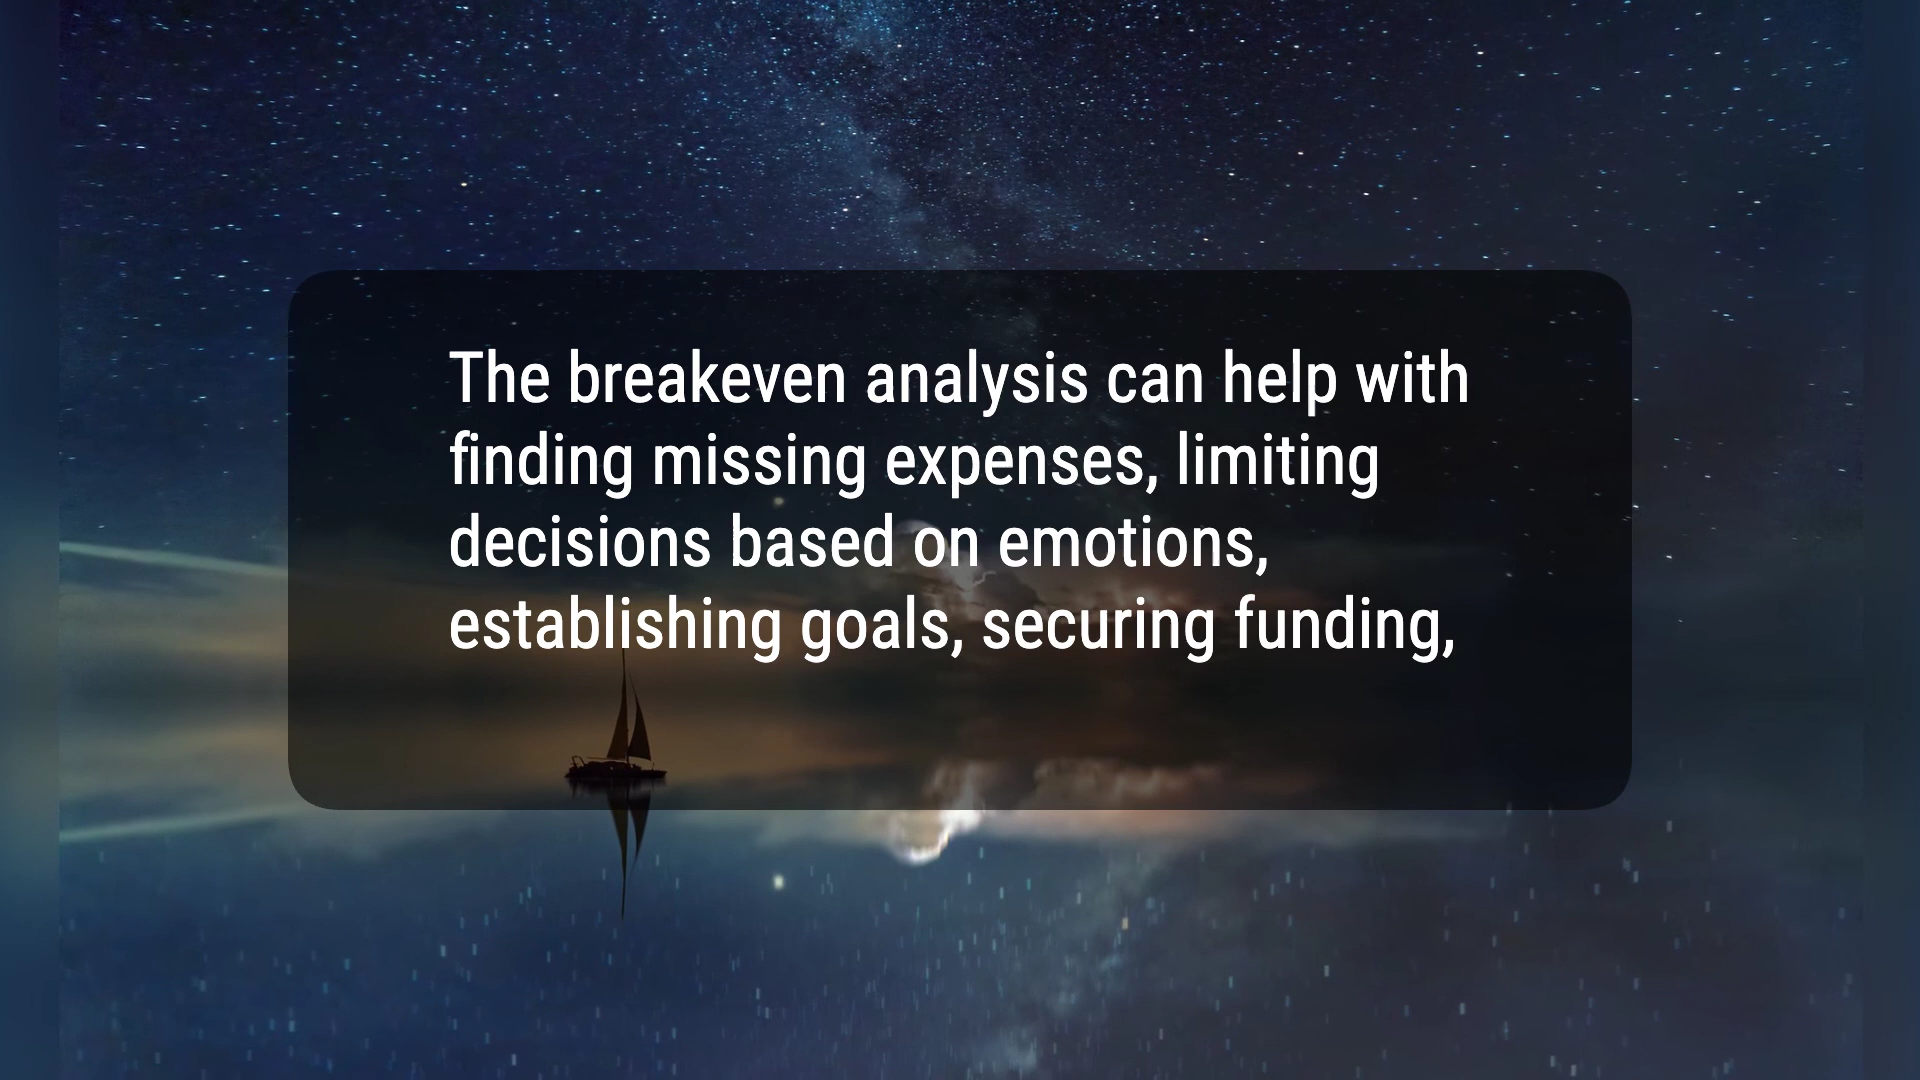 The breakeven analysis can help with
finding missing expenses, limiting
decisions based on emotions,
establishing goals, securing funding,